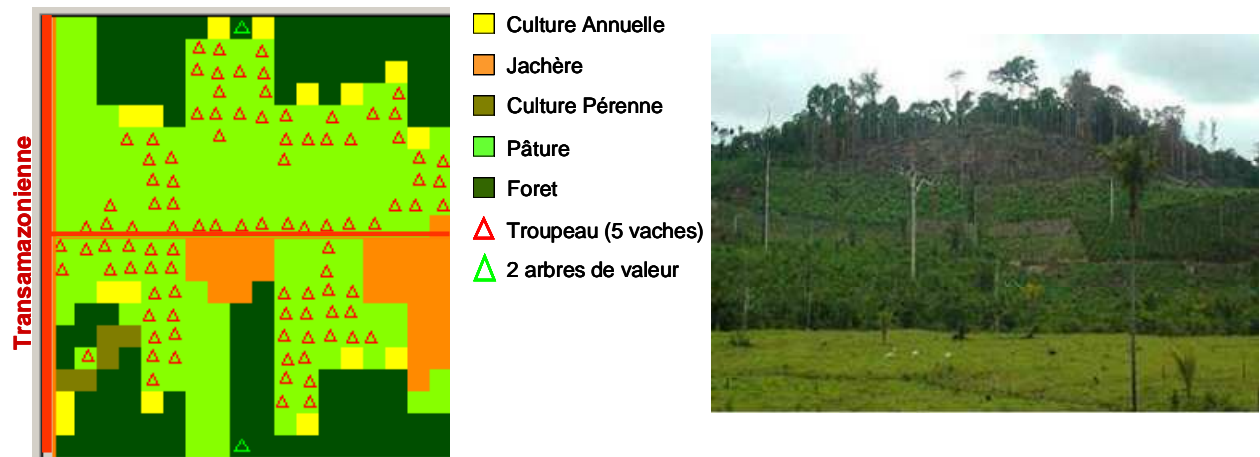 Transamazonienne
Culture Annuelle
Jachère
Culture Pérenne
Pâture
Foret
Troupeau (5 vaches)
2 arbres de valeur